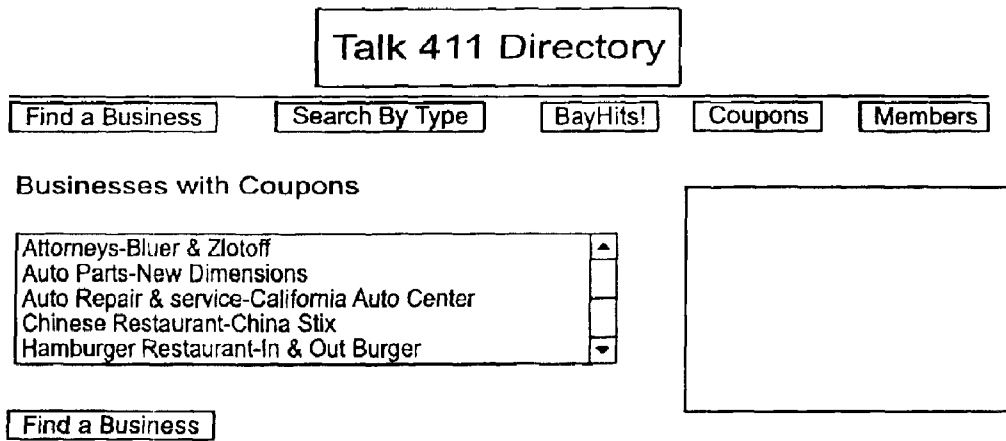 Talk 411 Directory
Find a Business Search By Type BayHits! Coupons Members
Businesses with Coupons
Attorneys-Bluer & Zlotoff
Auto Parts-New Dimensions
Auto Repair & service-California Auto Center
Chinese Restaurant-China Stix
Hamburger Restaurant-In & Out Burger
Find a Business